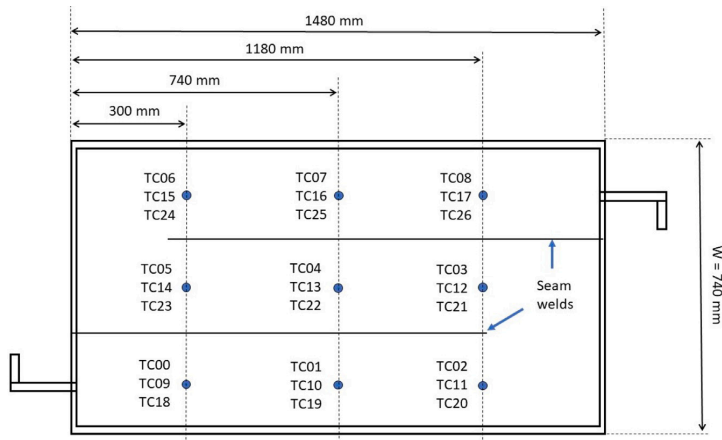 1480 mm
1180 mm
740 mm
300 mm
TC06
TC15
TC24
TC07
TC16
TC25
TC08
TC17
TC26
TC05
TC14
TC23
TC04
TC13
TC22
TC03
TC12
TC21
Seam
welds
W = 740 mm
TC00
TC09
TC18
TC01
TC10
TC19
TC02
TC11
TC20